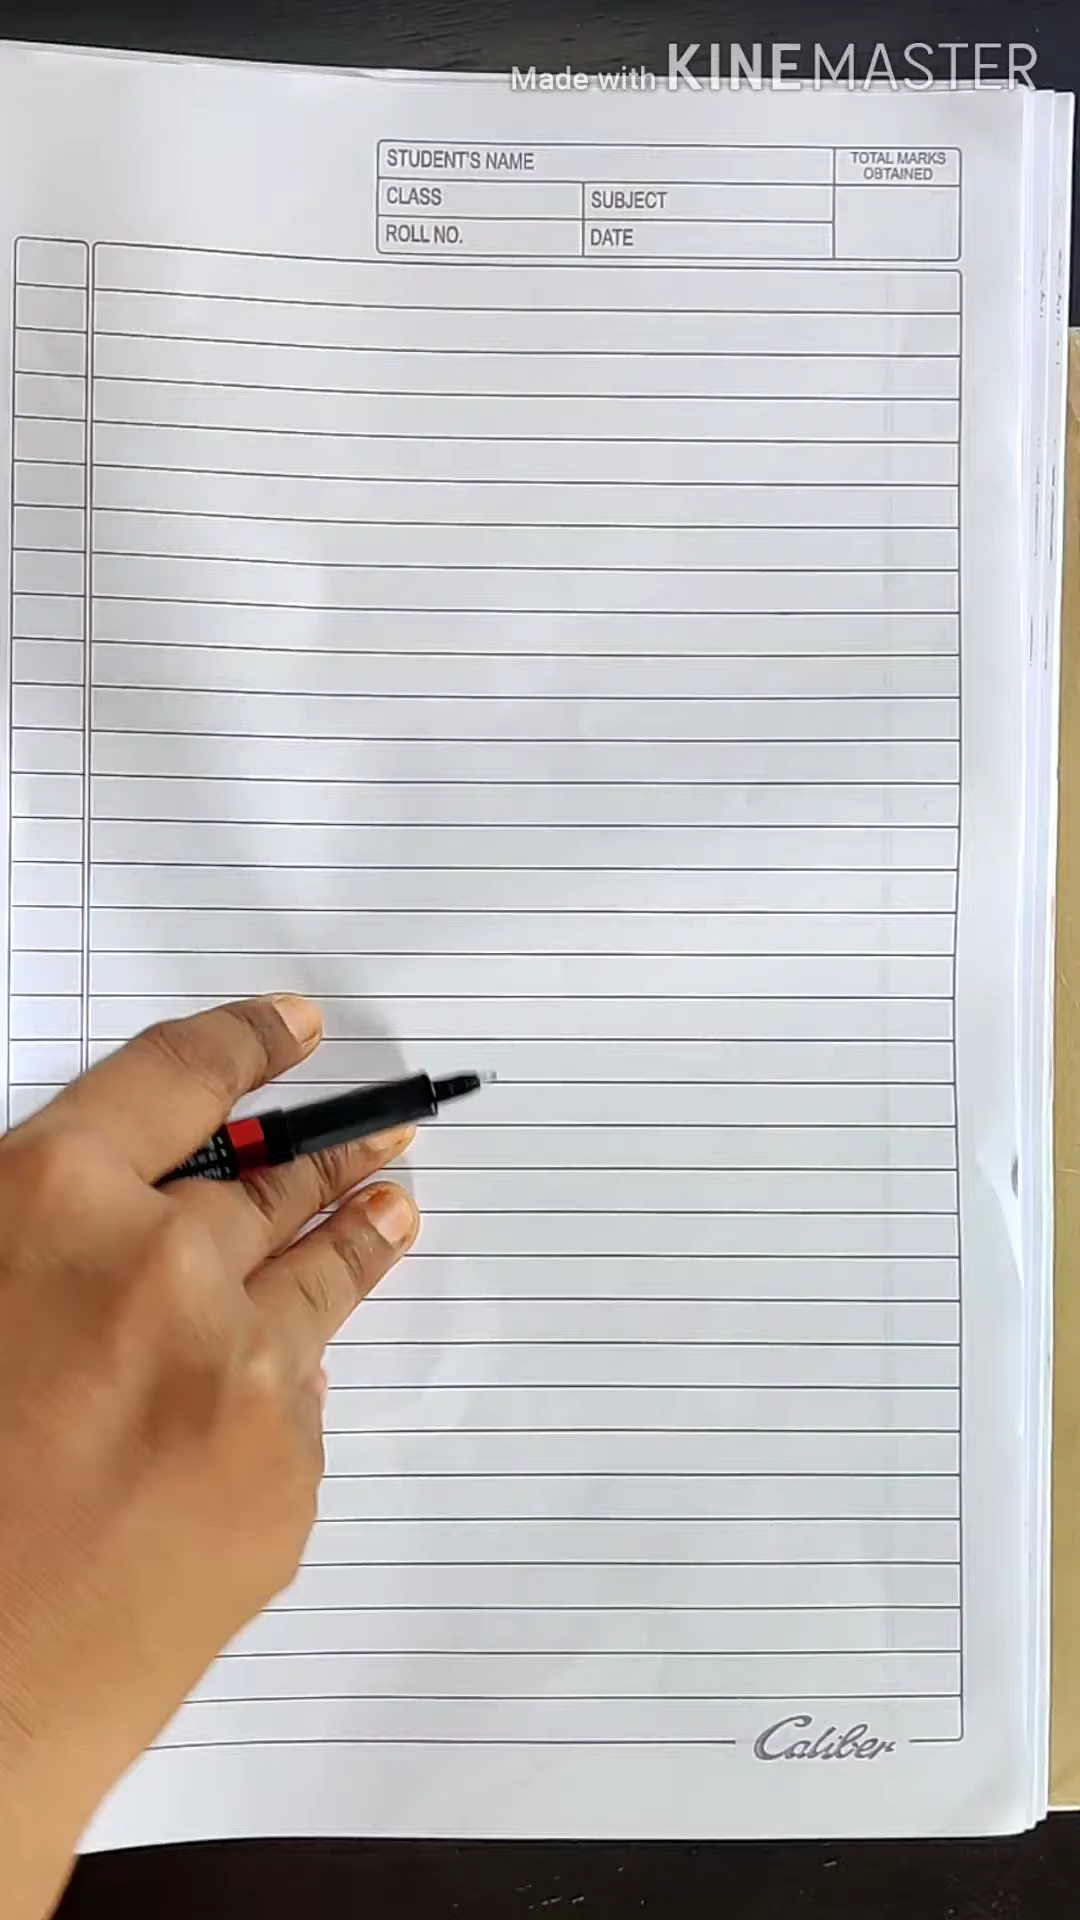 Made with KINEMASTER
STUDENT'S NAME
TOTAL MARKS OBTAINED
CLASS
SUBJECT
ROLL NO.
DATE
Caliber